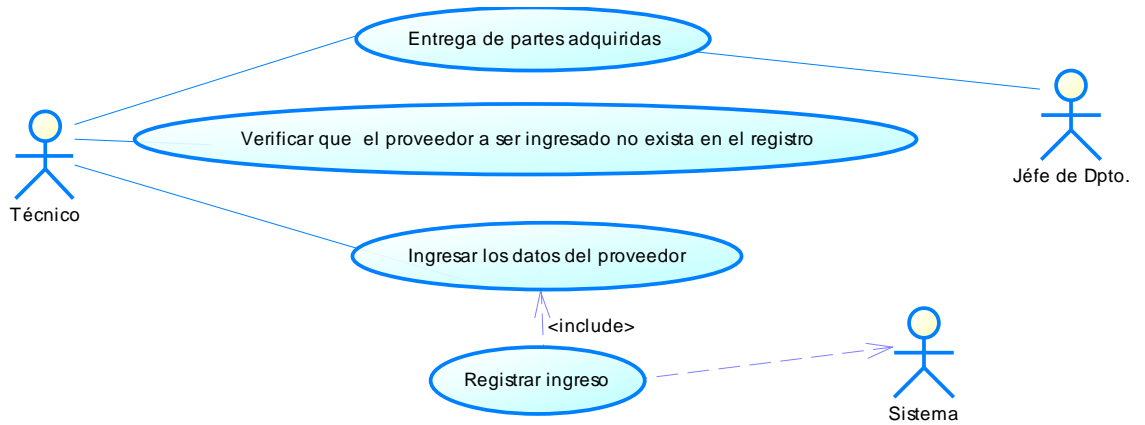 Entrega de partes adquiridas
Verificar que el proveedor a ser ingresado no exista en el registro
Técnico
Jéfe de Dpto.
Ingresar los datos del proveedor
<include>
Registrar ingreso
Sistema